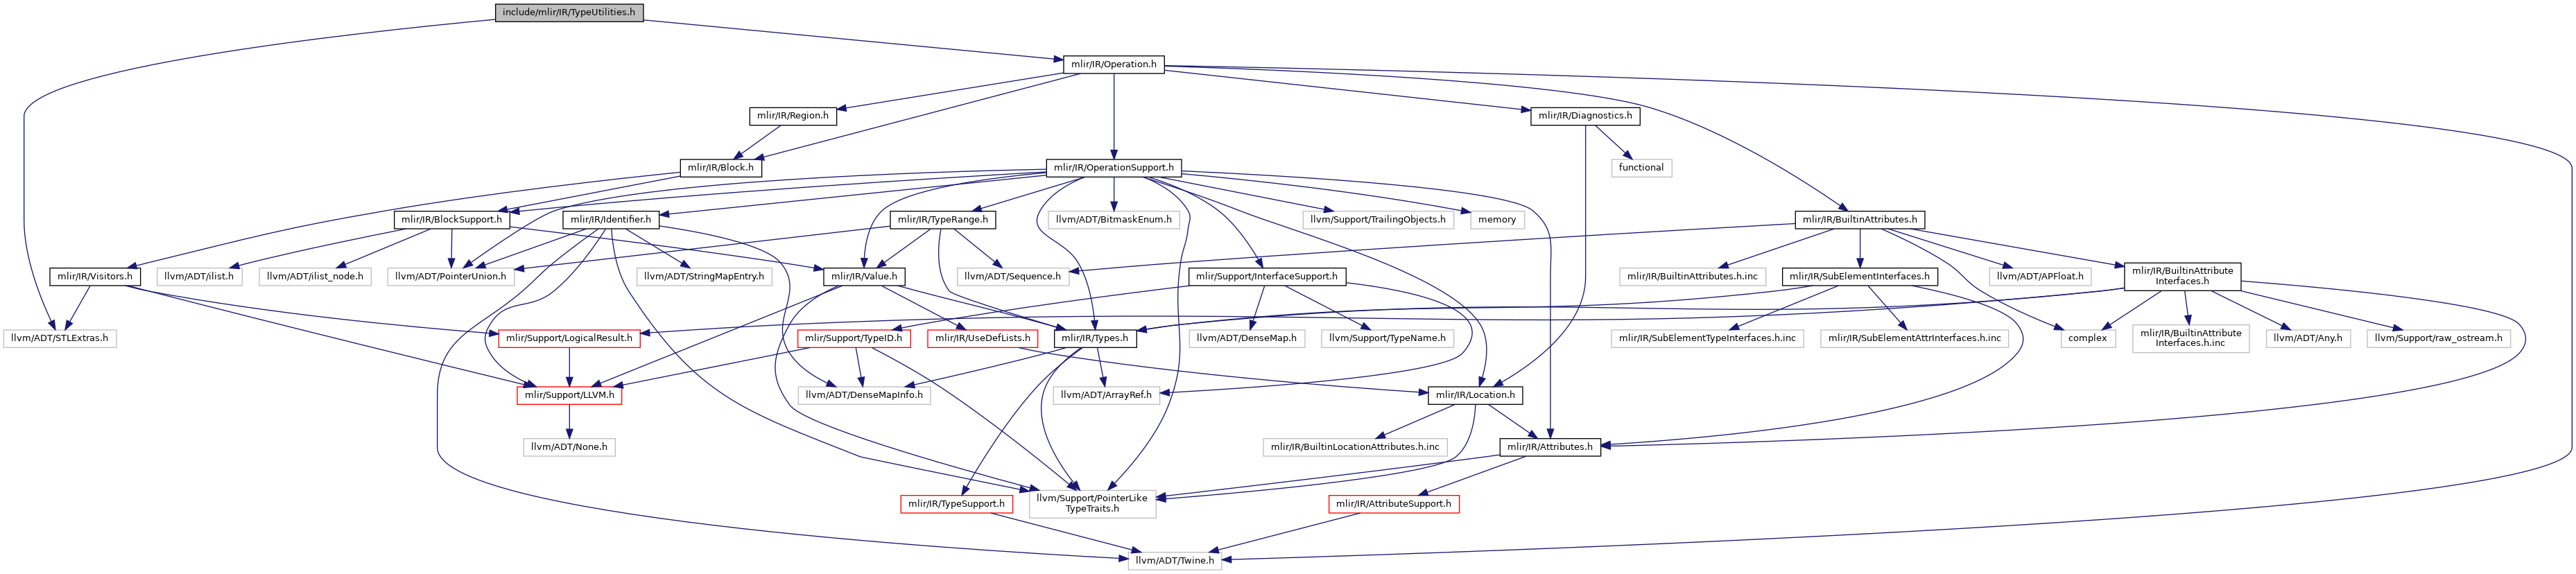 include/mlir/IR/TypeUtilities.h
mlir/IR/Operation.h
mlir/IR/Region.h
mlir/IR/Diagnostics.h
mlir/IR/Block.h
mlir/IR/OperationSupport.h
functional
mlir/IR/BlockSupport.h
mlir/IR/Identifier.h
mlir/IR/TypeRange.h
llvm/ADT/BitmaskEnum.h
llvm/Support/TrailingObjects.h
memory
mlir/IR/BuiltinAttributes.h
mlir/IR/Visitors.h
llvm/ADT/ilist.h
llvm/ADT/ilist_node.h
llvm/ADT/PointerUnion.h
llvm/ADT/StringMapEntry.h
mlir/IR/Value.h
llvm/ADT/Sequence.h
mlir/Support/InterfaceSupport.h
mlir/IR/BuiltinAttributes.h.inc
mlir/IR/SubElementInterfaces.h
llvm/ADT/APFloat.h
mlir/IR/BuiltinAttribute
Interfaces.h
llvm/ADT/STLExtras.h
mlir/Support/LogicalResult.h
mlir/Support/TypeID.h
mlir/IR/UseDefLists.h
mlir/IR/Types.h
llvm/ADT/DenseMap.h
llvm/Support/TypeName.h
mlir/IR/SubElementTypeInterfaces.h.inc
mlir/IR/SubElementAttrInterfaces.h.inc
complex
mlir/IR/BuiltinAttribute
Interfaces.h.inc
llvm/ADT/Any.h
llvm/Support/raw_ostream.h
mlir/Support/LLVM.h
llvm/ADT/DenseMapInfo.h
llvm/ADT/ArrayRef.h
mlir/IR/Location.h
llvm/ADT/None.h
mlir/IR/BuiltinLocationAttributes.h.inc
mlir/IR/Attributes.h
mlir/IR/TypeSupport.h
llvm/Support/PointerLike
TypeTraits.h
mlir/IR/AttributeSupport.h
llvm/ADT/Twine.h